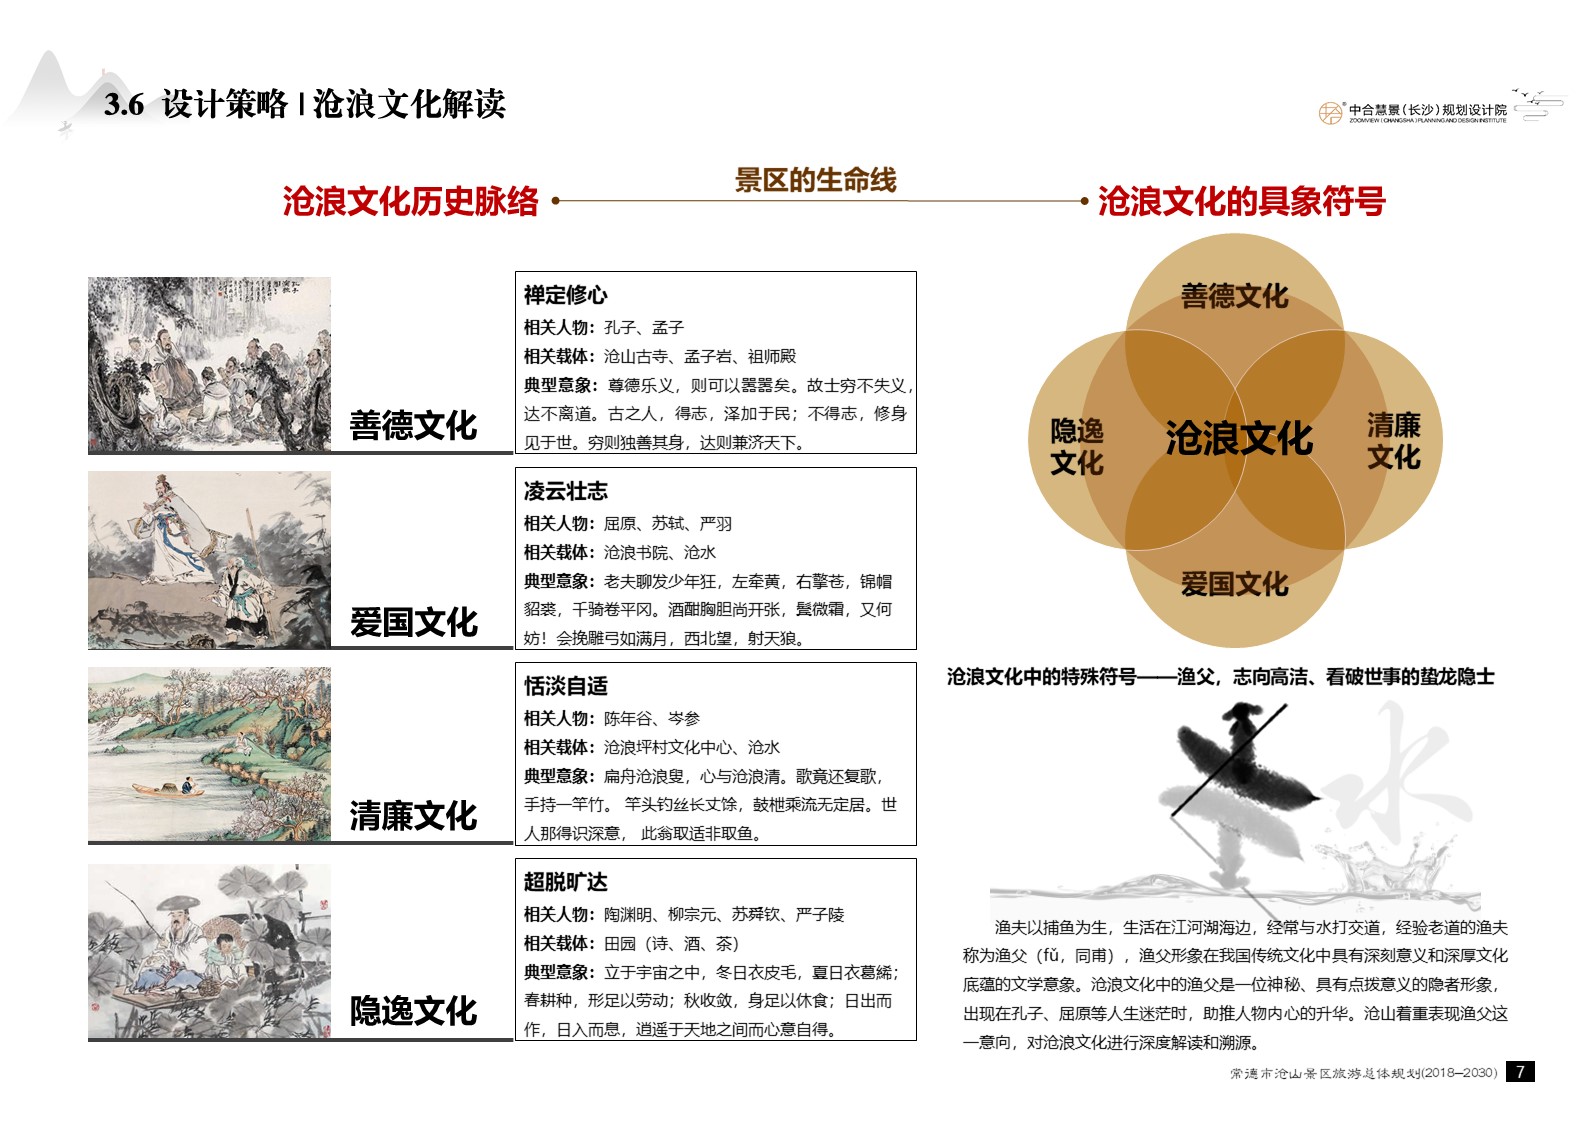 3.6 设计策略 | 沧浪文化解读
中合慧景(长沙)规划设计院
ZOOMVIEW(CHANGSHA)PLANNING AND DESIGN INSTITUTE
沧浪文化历史脉络
景区的生命线
沧浪文化的具象符号
善德文化
禅定修心
相关人物：孔子、孟子
相关载体：沧山古寺、孟子岩、祖师殿
典型意象：尊德乐义，则可以嚣嚣矣。故士穷不失义，
达不离道。古之人，得志，泽加于民；不得志，修身
见于世。穷则独善其身，达则兼济天下。
爱国文化
凌云壮志
相关人物：屈原、苏轼、严羽
相关载体：沧浪书院、沧水
典型意象：老夫聊发少年狂，左牵黄，右擎苍，锦帽
貂裘，千骑卷平冈。酒酣胸胆尚开张，鬓微霜，又何
妨！会挽雕弓如满月，西北望，射天狼。
清廉文化
恬淡自适
相关人物：陈年谷、岑参
相关载体：沧浪坪村文化中心、沧水
典型意象：扁舟沧浪叟，心与沧浪清。歌竟还复歌，
手持一竿竹。 竿头钓丝长丈馀，鼓枻乘流无定居。世
人那得识深意， 此翁取适非取鱼。
隐逸文化
超脱旷达
相关人物：陶渊明、柳宗元、苏舜钦、严子陵
相关载体：田园（诗、酒、茶）
典型意象：立于宇宙之中，冬日衣皮毛，夏日衣葛絺；
春耕种，形足以劳动；秋收敛，身足以休食；日出而
作，日入而息，逍遥于天地之间而心意自得。
善德文化
隐逸
文化
沧浪文化
清廉
文化
爱国文化
沧浪文化中的特殊符号——渔父，志向高洁、看破世事的蛰龙隐士
水
渔夫以捕鱼为生，生活在江河湖海边，经常与水打交道，经验老道的渔夫
称为渔父（fǔ，同甫），渔父形象在我国传统文化中具有深刻意义和深厚文化
底蕴的文学意象。沧浪文化中的渔父是一位神秘、具有点拨意义的隐者形象，
出现在孔子、屈原等人生迷茫时，助推人物内心的升华。沧山着重表现渔父这
一意向，对沧浪文化进行深度解读和溯源。
常德市沧山景区旅游总体规划(2018—2030) 7